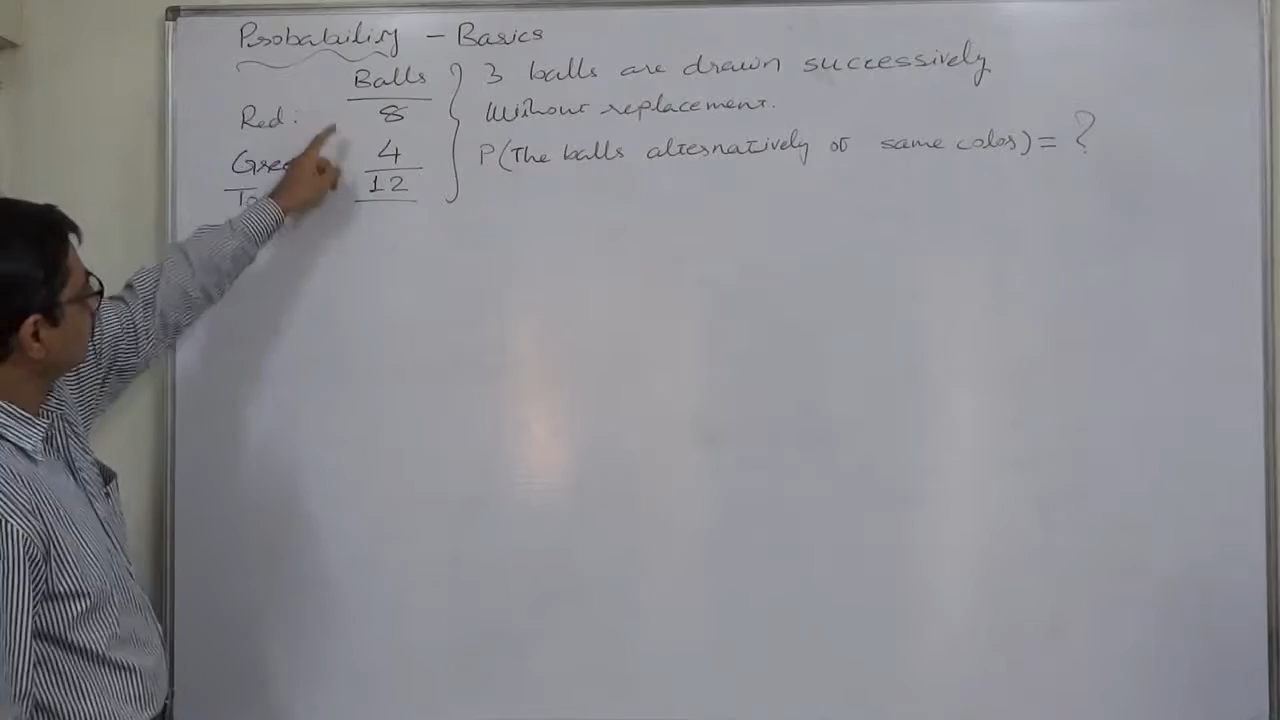 Probability - Basics
Balls
Red: 8
4
12
3 balls are drawn successively
Without replacement.
P(The balls alternatively of same color) = ?